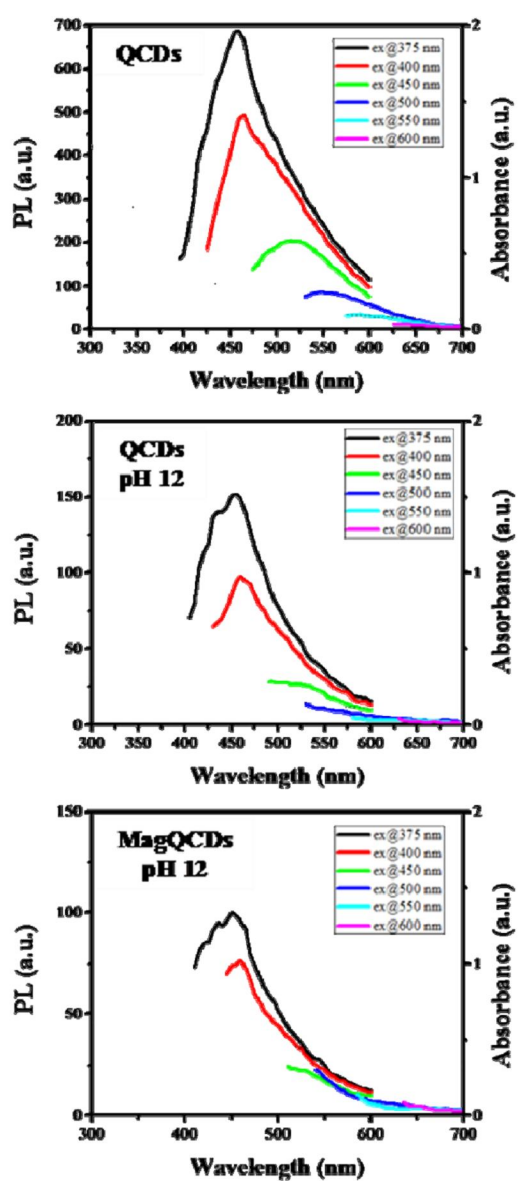 QCDs
ex@375 nm
ex@400 nm
ex@450 nm
ex@500 nm
ex@550 nm
ex@600 nm
PL (a.u.)
700
600
500
400
300
200
100
0
Absorbance (a.u.)
2
1
0
300 400 450 500 550 600 700
Wavelength (nm)
QCDs
pH 12
ex@375 nm
ex@400 nm
ex@450 nm
ex@500 nm
ex@550 nm
ex@600 nm
PL (a.u.)
200
150
100
50
25
0
Absorbance (a.u.)
2
1
0
300 400 450 500 550 600 700
Wavelength (nm)
MagQCDs
pH 12
ex@375 nm
ex@400 nm
ex@450 nm
ex@500 nm
ex@550 nm
ex@600 nm
PL (a.u.)
150
100
50
0
Absorbance (a.u.)
2
1
0
300 400 450 500 550 600 700
Wavelength (nm)